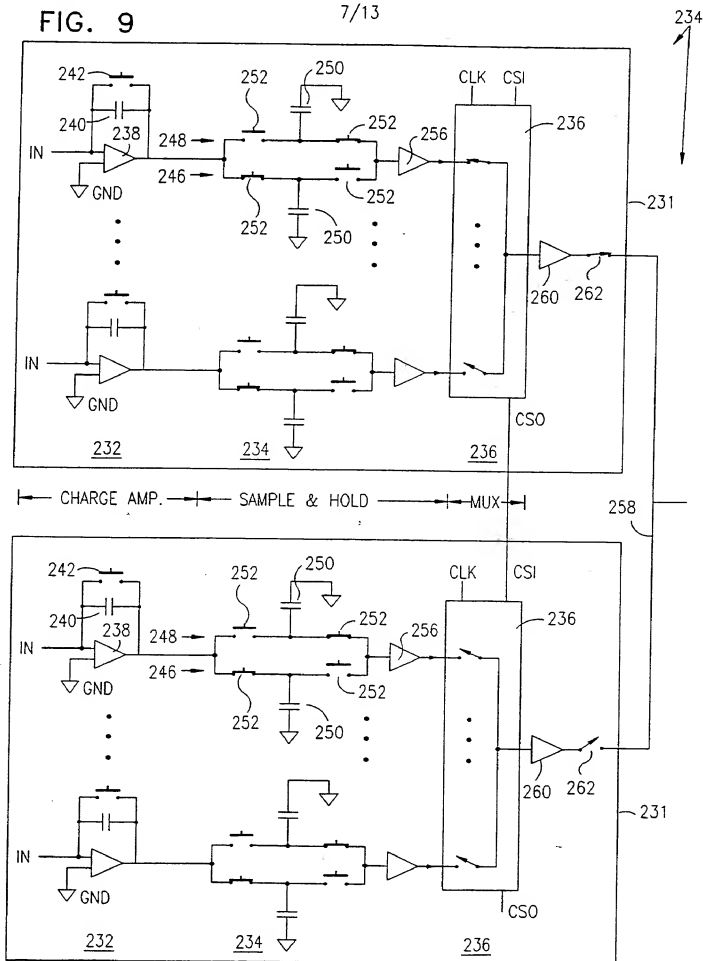 FIG. 9
7/13
234
242
240
238
IN
GND
248
246
252
250
252
252
252
250
256
CLK
CSI
236
231
260
262
IN
GND
CSO
232
234
236
CHARGE AMP.
SAMPLE & HOLD
MUX
258
242
240
238
IN
GND
248
246
252
250
252
252
252
250
256
CLK
CSI
236
260
262
231
IN
GND
CSO
232
234
236